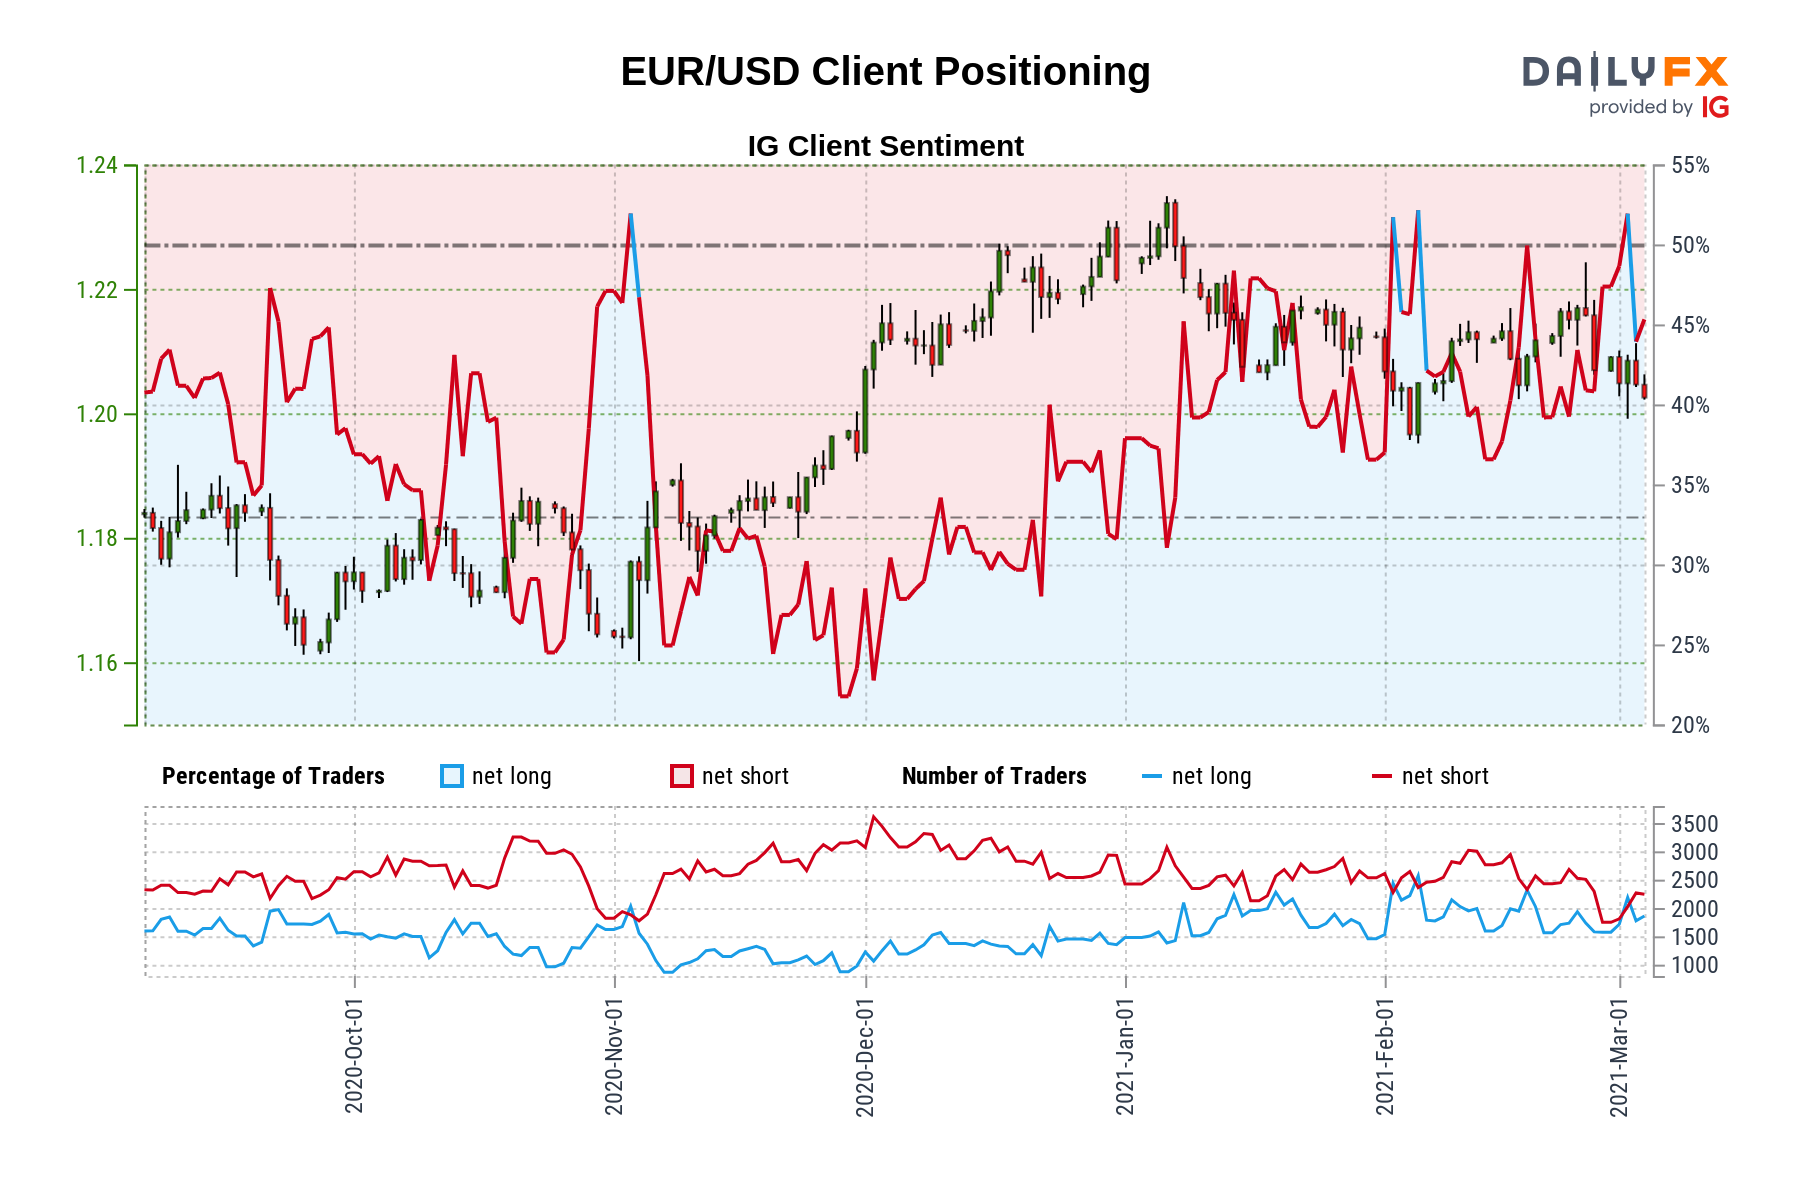 EUR/USD Client Positioning
DAILYFX
provided by IG
IG Client Sentiment
1.24
1.22
1.20
1.18
1.16
55%
50%
45%
40%
35%
30%
25%
20%
Percentage of Traders net long net short Number of Traders net long net short
3500
3000
2500
2000
1500
1000
2020-Oct-01
2020-Nov-01
2020-Dec-01
2021-Jan-01
2021-Feb-01
2021-Mar-01